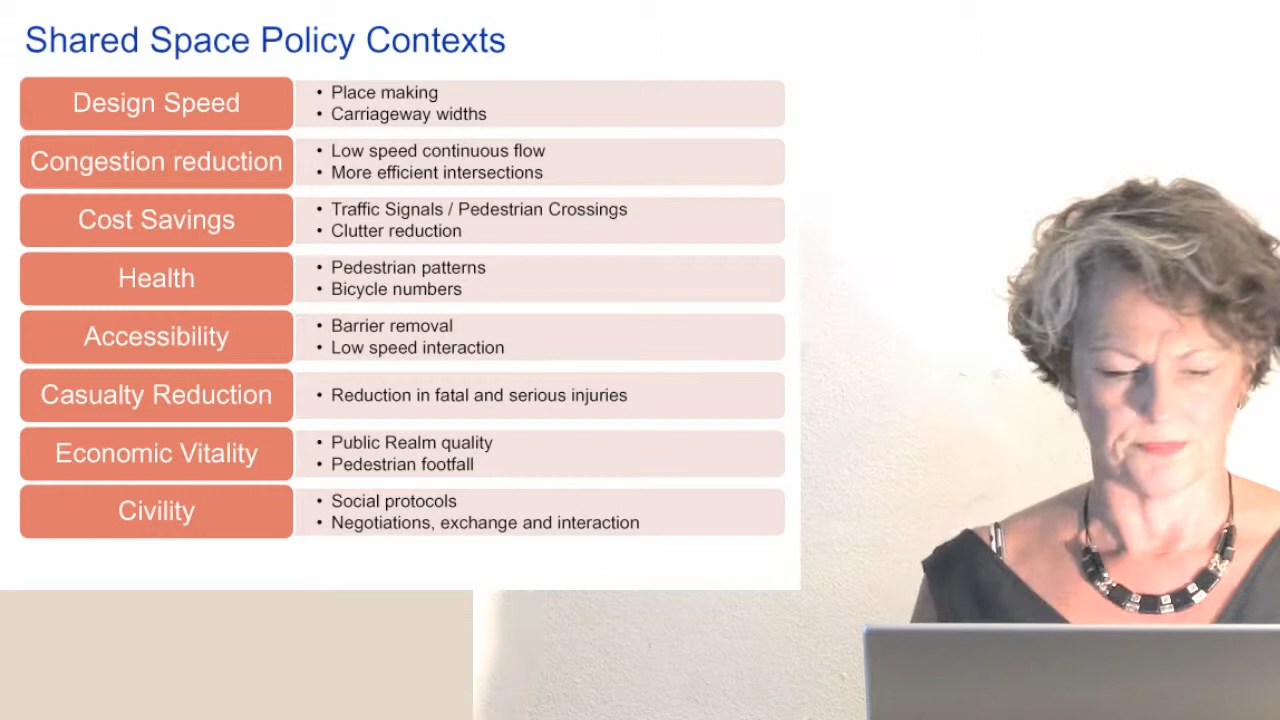 Shared Space Policy Contexts
Design Speed
• Place making
• Carriageway widths
Congestion reduction
• Low speed continuous flow
• More efficient intersections
Cost Savings
• Traffic Signals / Pedestrian Crossings
• Clutter reduction
Health
• Pedestrian patterns
• Bicycle numbers
Accessibility
• Barrier removal
• Low speed interaction
Casualty Reduction
• Reduction in fatal and serious injuries
Economic Vitality
• Public Realm quality
• Pedestrian footfall
Civility
• Social protocols
• Negotiations, exchange and interaction